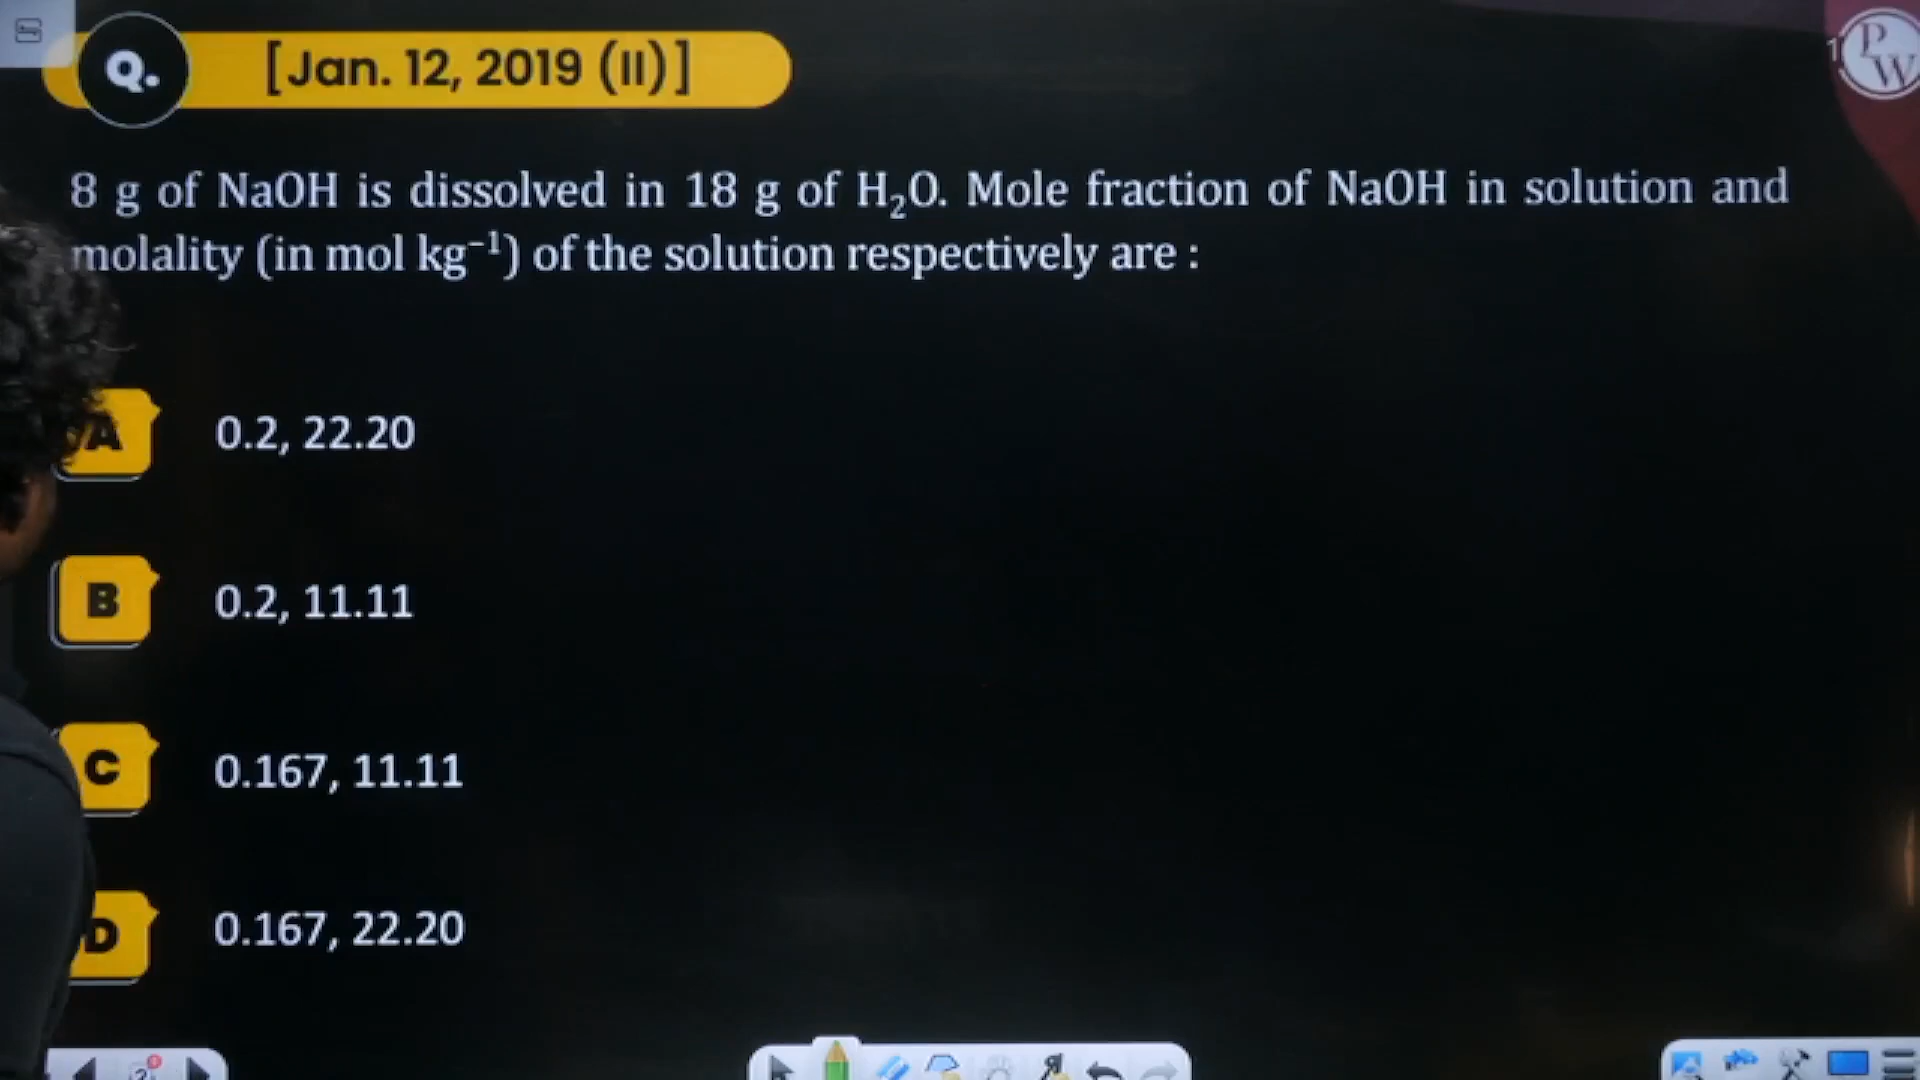 Q. [Jan. 12, 2019 (II)]
PW
8 g of NaOH is dissolved in 18 g of H₂O. Mole fraction of NaOH in solution and
molality (in mol kg⁻¹) of the solution respectively are :
A 0.2, 22.20
B 0.2, 11.11
C 0.167, 11.11
D 0.167, 22.20